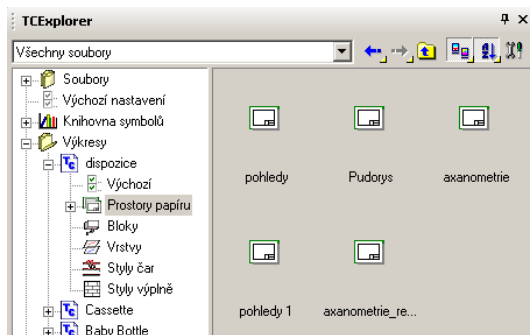 TCExplorer
Všechny soubory
Soubory
Výchozí nastavení
Knihovna symbolů
Výkresy
dispozice
Výchozí
Prostory papíru
Bloky
Vrstvy
Styly čar
Styly výplně
Cassette
Baby Bottle
pohledy Pudorys axanometrie
pohledy 1 axanometrie_re...